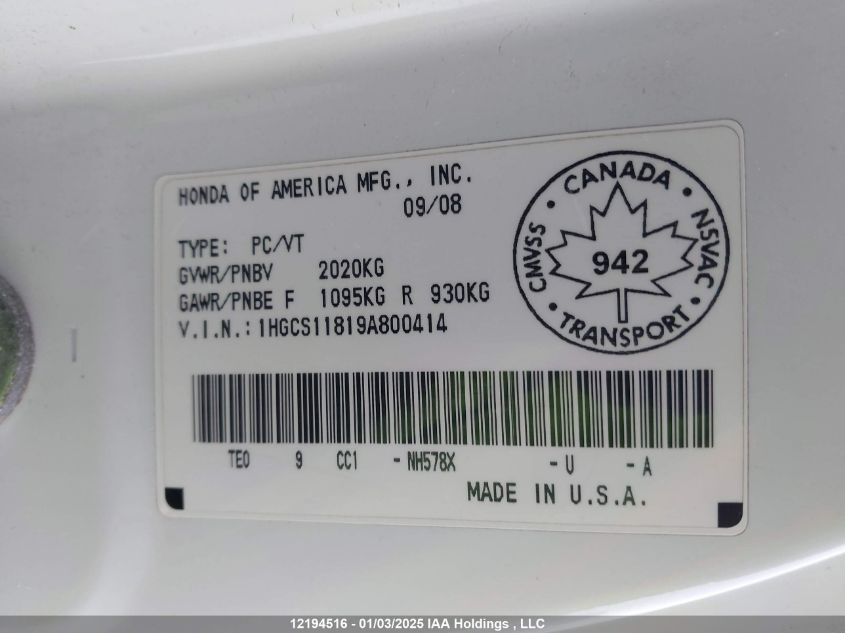 HONDA OF AMERICA MFG., INC.
09/08
TYPE: PC/VT
GVWR/PNBV 2020KG
GAWR/PNBE F 1095KG R 930KG
V.I.N.: 1HGCS11819A800414
CANADA
CMVSS
942
NSVAC
TRANSPORT
TE0 9 CC1 - NH578X - U - A
MADE IN U.S.A.
12194516 - 01/03/2025 IAA Holdings , LLC